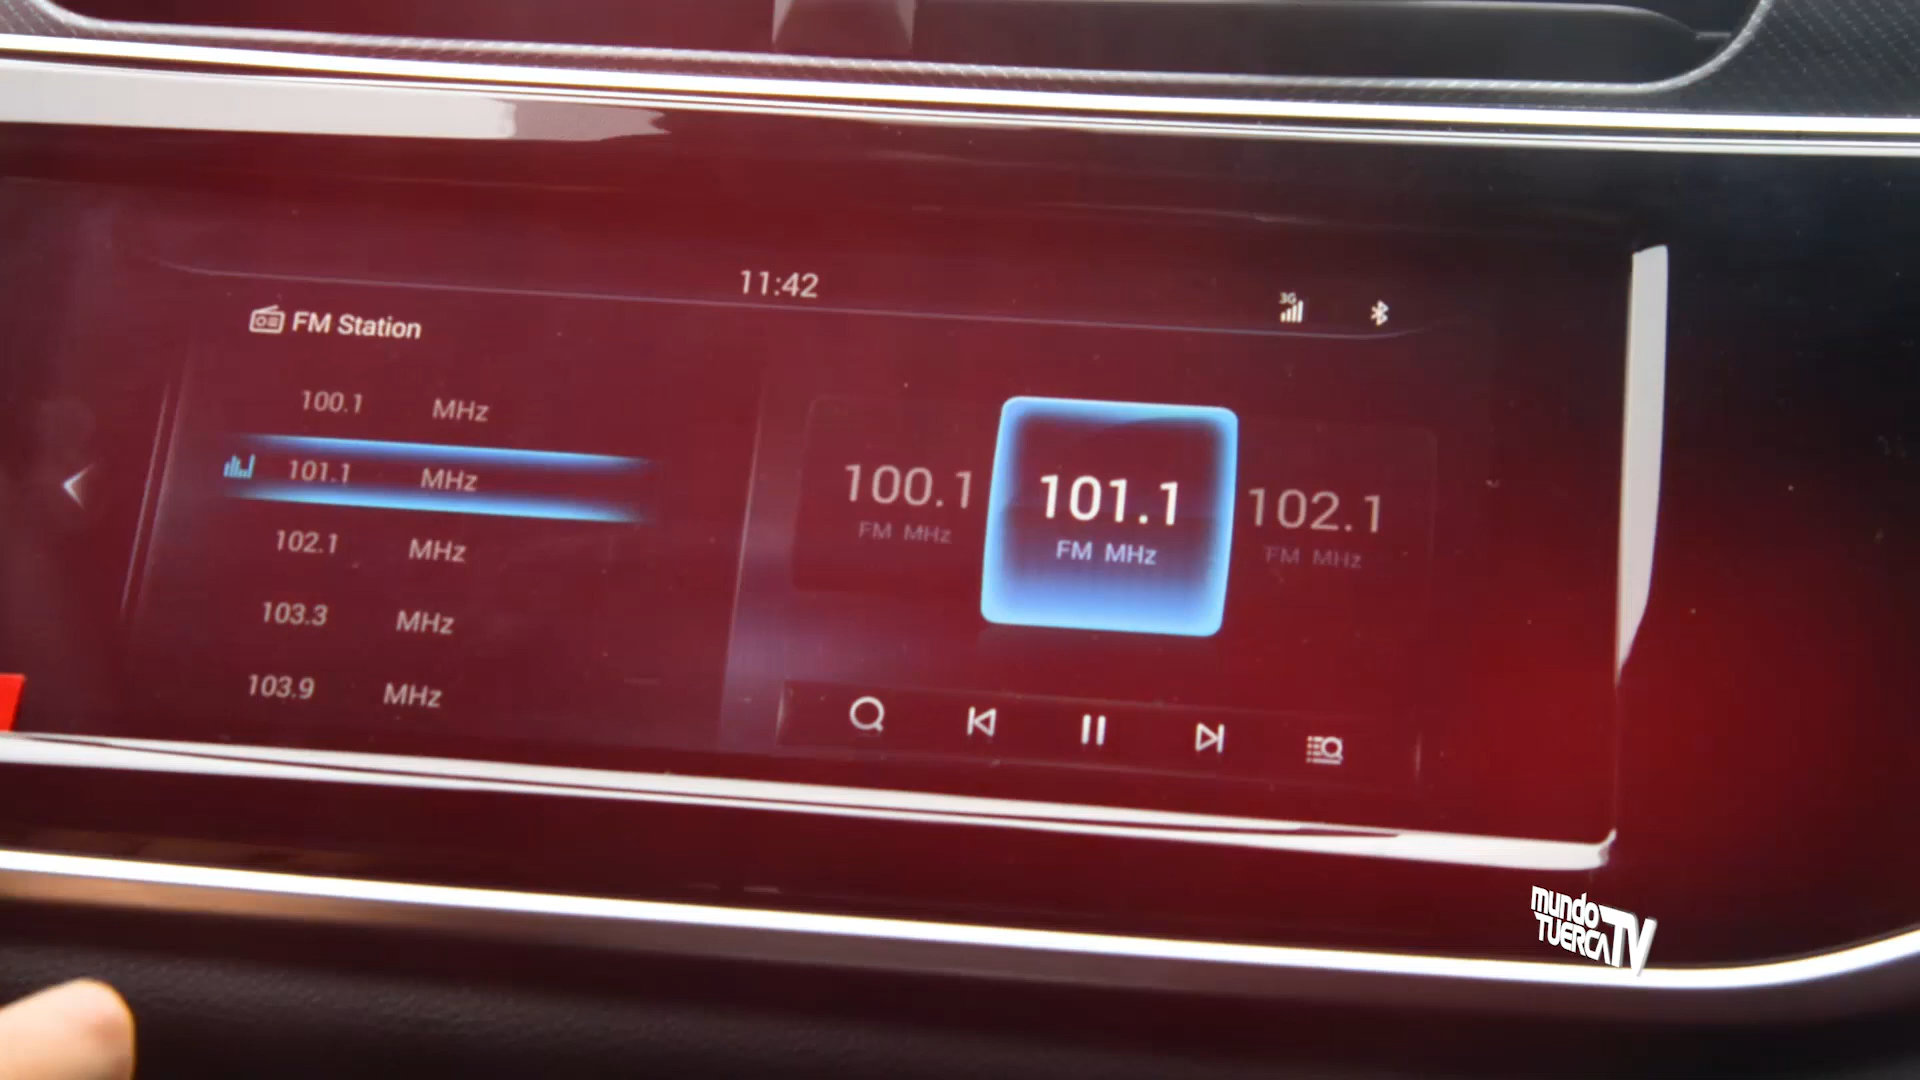 11:42
3G
FM Station
100.1 MHz
101.1 MHz
102.1 MHz
103.3 MHz
103.9 MHz
100.1
FM MHz
101.1
FM MHz
102.1
FM MHz
mundo
TUERCA TV